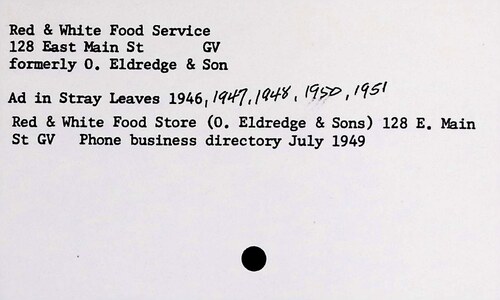 Red & White Food Service
128 East Main St GV
formerly O. Eldredge & Son
Ad in Stray Leaves 1946, 1947, 1948, 1950, 1951
Red & White Food Store (O. Eldredge & Sons) 128 E. Main
St GV Phone business directory July 1949